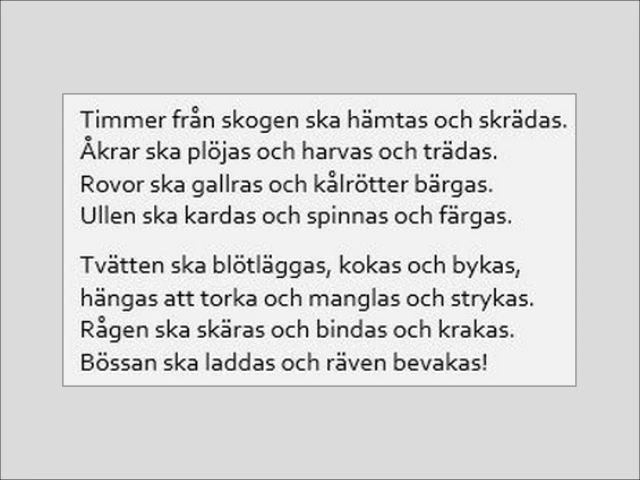 Timmer från skogen ska hämtas och skrädas.
Åkrar ska plöjas och harvas och trädas.
Rovor ska gallras och kålrötter bärgas.
Ullen ska kardas och spinnas och färgas.
Tvätten ska blötläggas, kokas och bykas,
hängas att torka och manglas och strykas.
Rågen ska skäras och bindas och krakas.
Bössan ska laddas och räven bevakas!